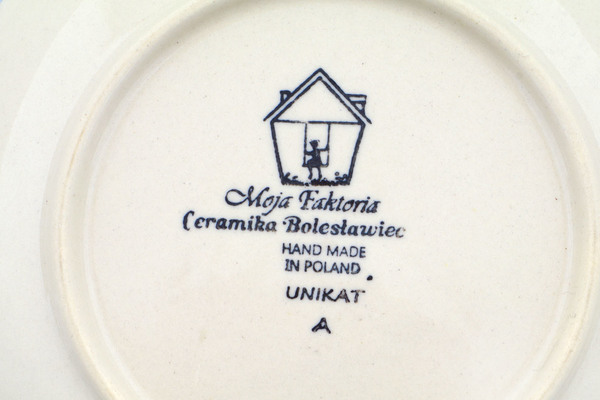 Moja Faktoria
Ceramika Bolesławiec
HAND MADE
IN POLAND
UNIKAT
A